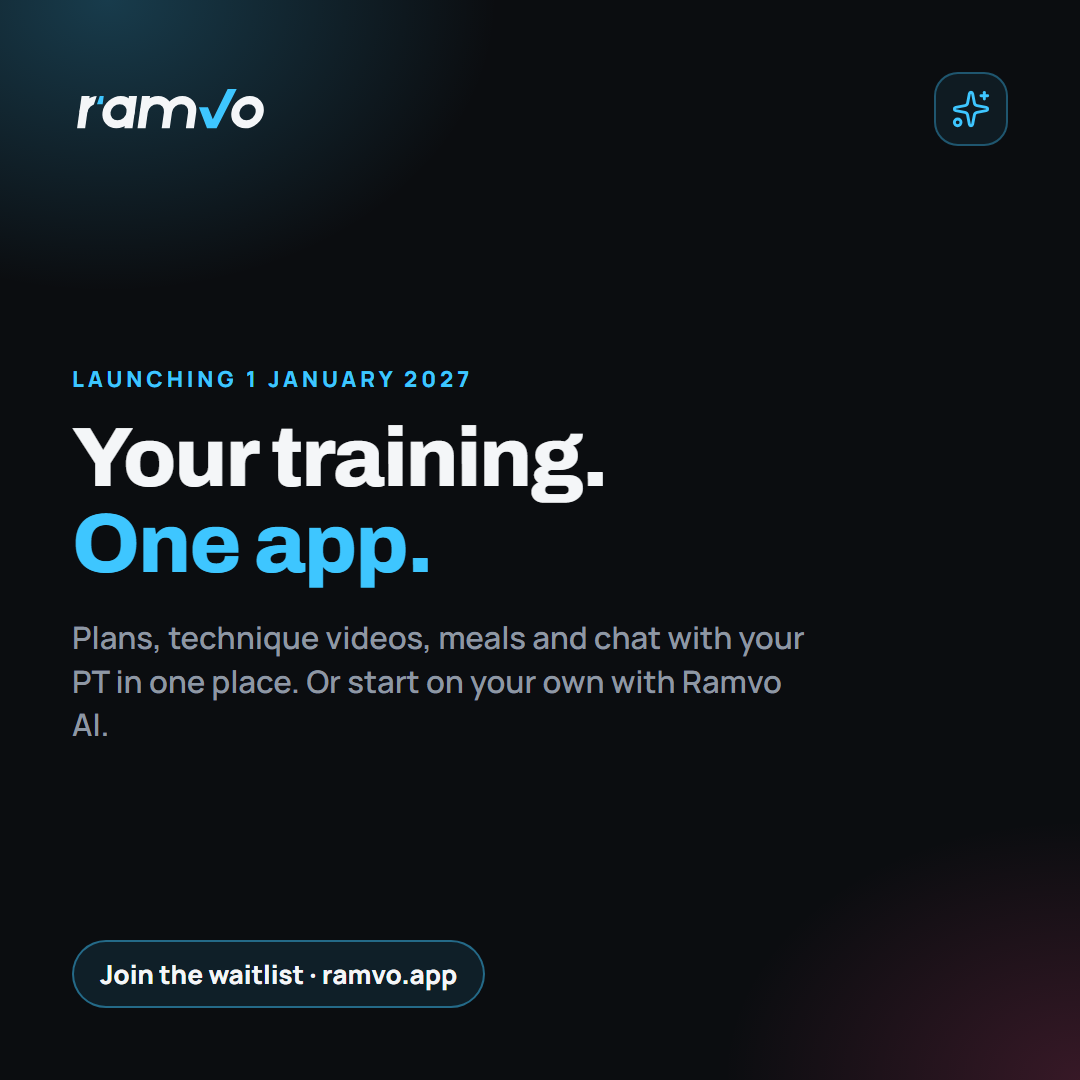 ramvo
LAUNCHING 1 JANUARY 2027
Your training.
One app.
Plans, technique videos, meals and chat with your
PT in one place. Or start on your own with Ramvo
AI.
Join the waitlist · ramvo.app